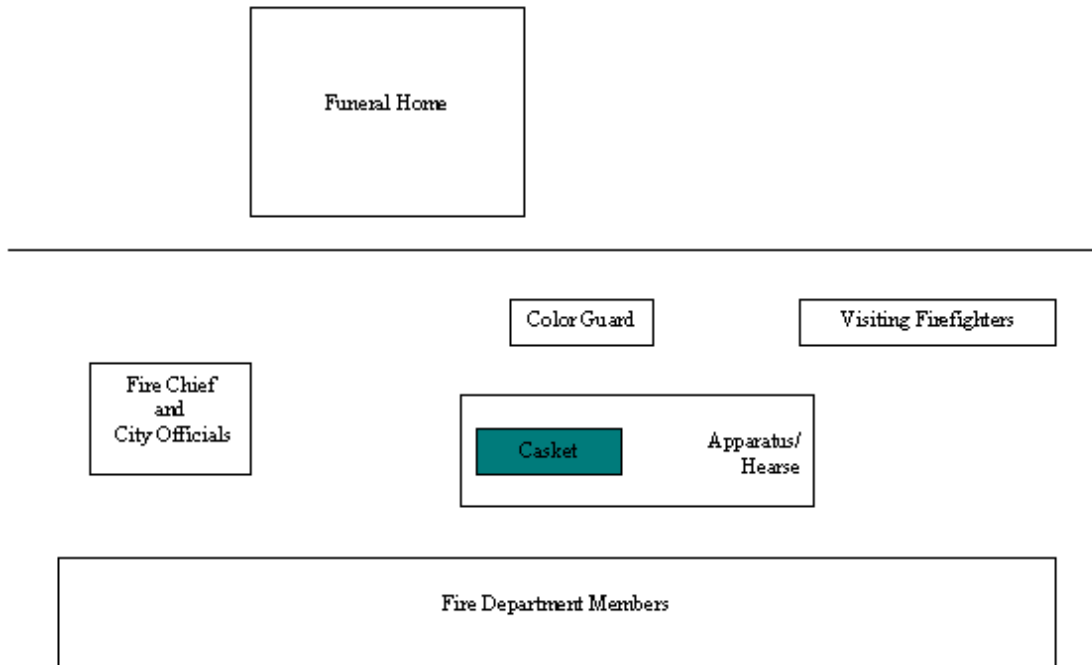 Funeral Home
Color Guard
Visiting Firefighters
Fire Chief
and
City Officials
Casket
Apparatus/
Hearse
Fire Department Members